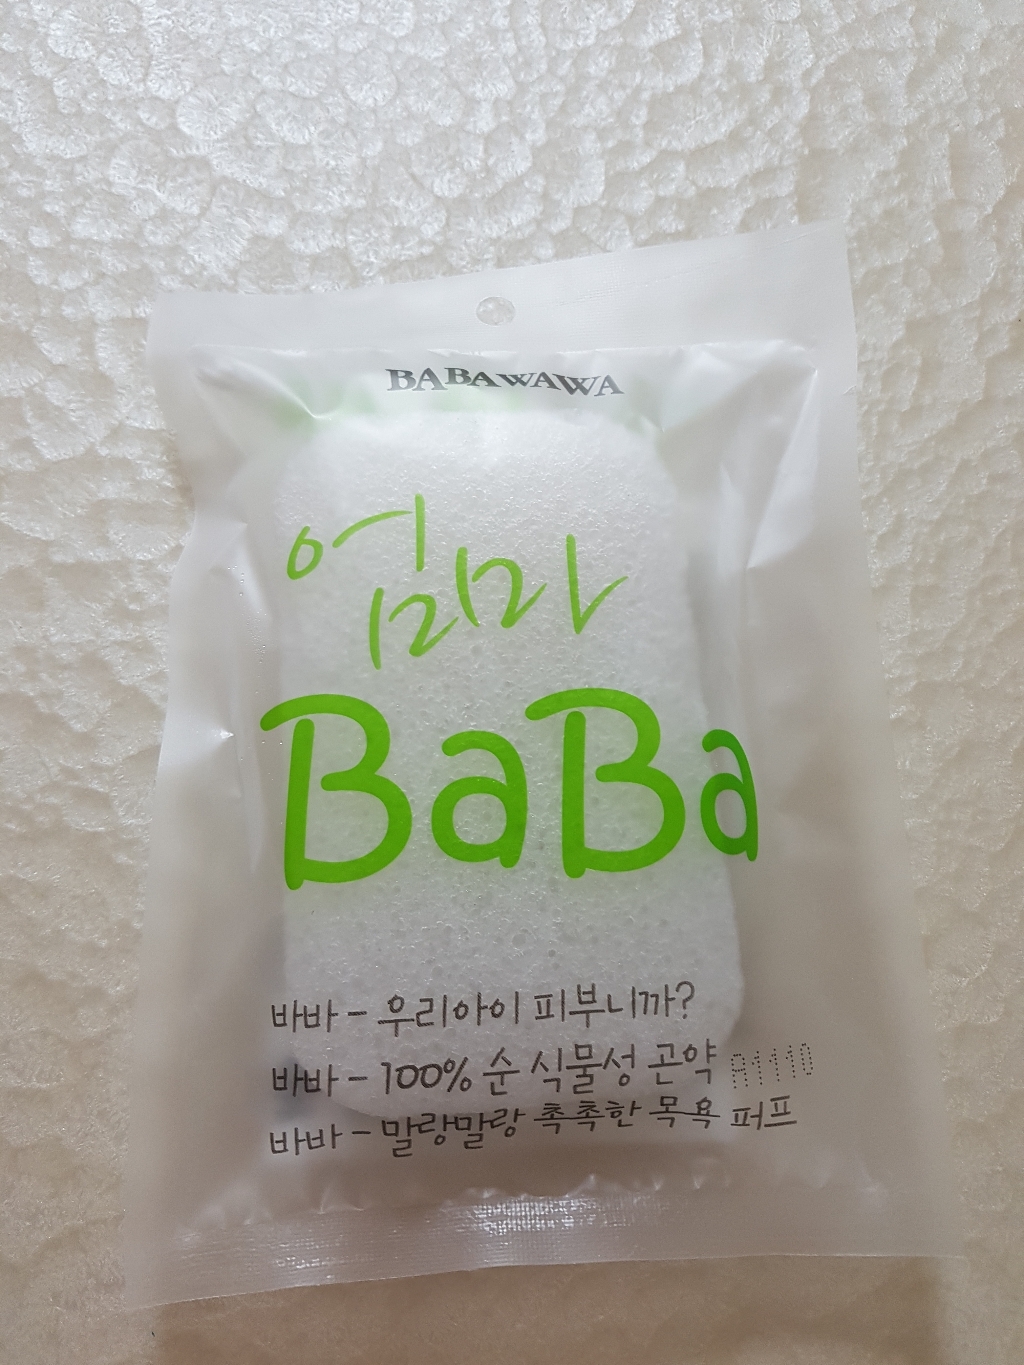 BABAWAWA
엄마
BaBa
바바 - 우리아이 피부니까?
바바 - 100% 순 식물성 곤약 A1110
바바 - 말랑말랑 촉촉한 목욕 퍼프